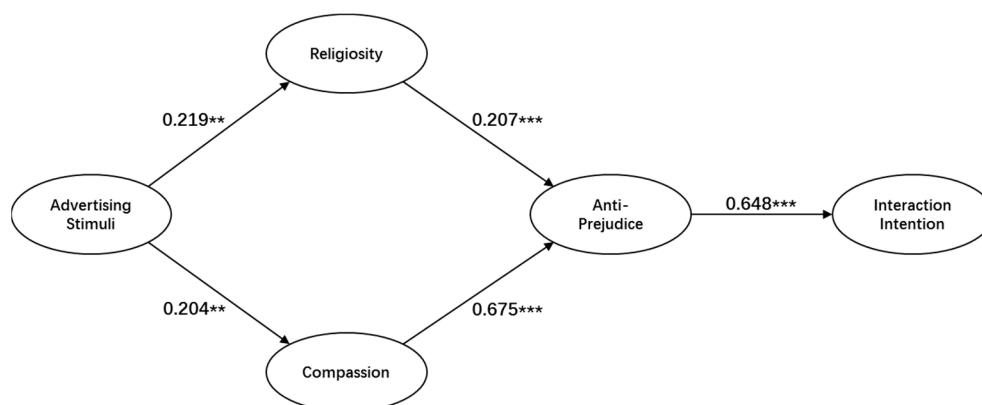 Religiosity
0.219**
0.207***
Advertising
Stimuli
Anti-
Prejudice
0.648***
Interaction
Intention
0.204**
0.675***
Compassion